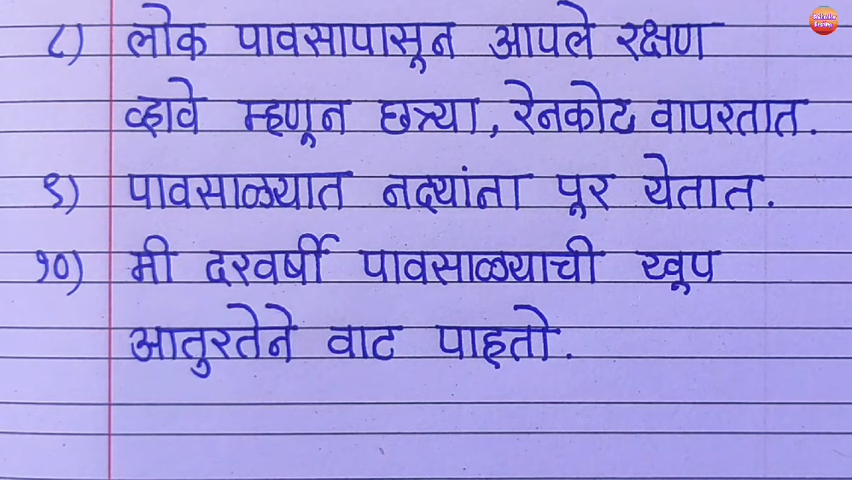 ८) लोक पावसापासून आपले रक्षण
व्हावे म्हणून छत्र्या, रेनकोट वापरतात.
९) पावसाळ्यात नद्यांना पूर येतात.
१०) मी दरवर्षी पावसाळ्याची खूप
आतुरतेने वाट पाहतो.